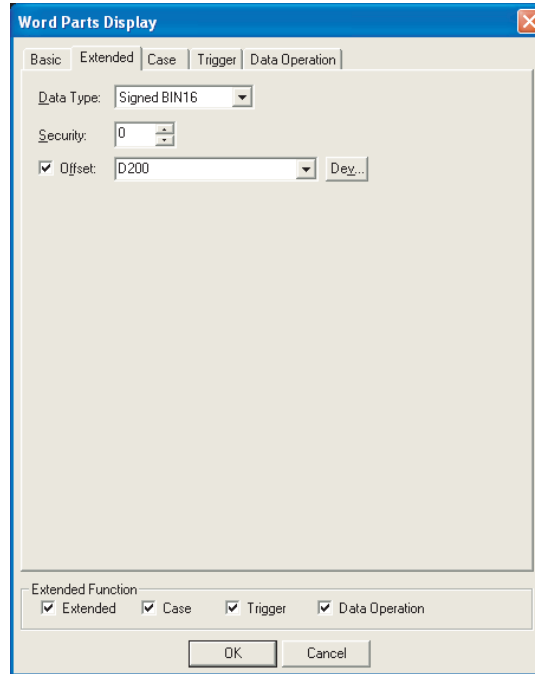 Word Parts Display
Basic Extended Case Trigger Data Operation
Data Type: Signed BIN16
Security: 0
Offset: D200 Dev...
Extended Function
Extended Case Trigger Data Operation
OK Cancel